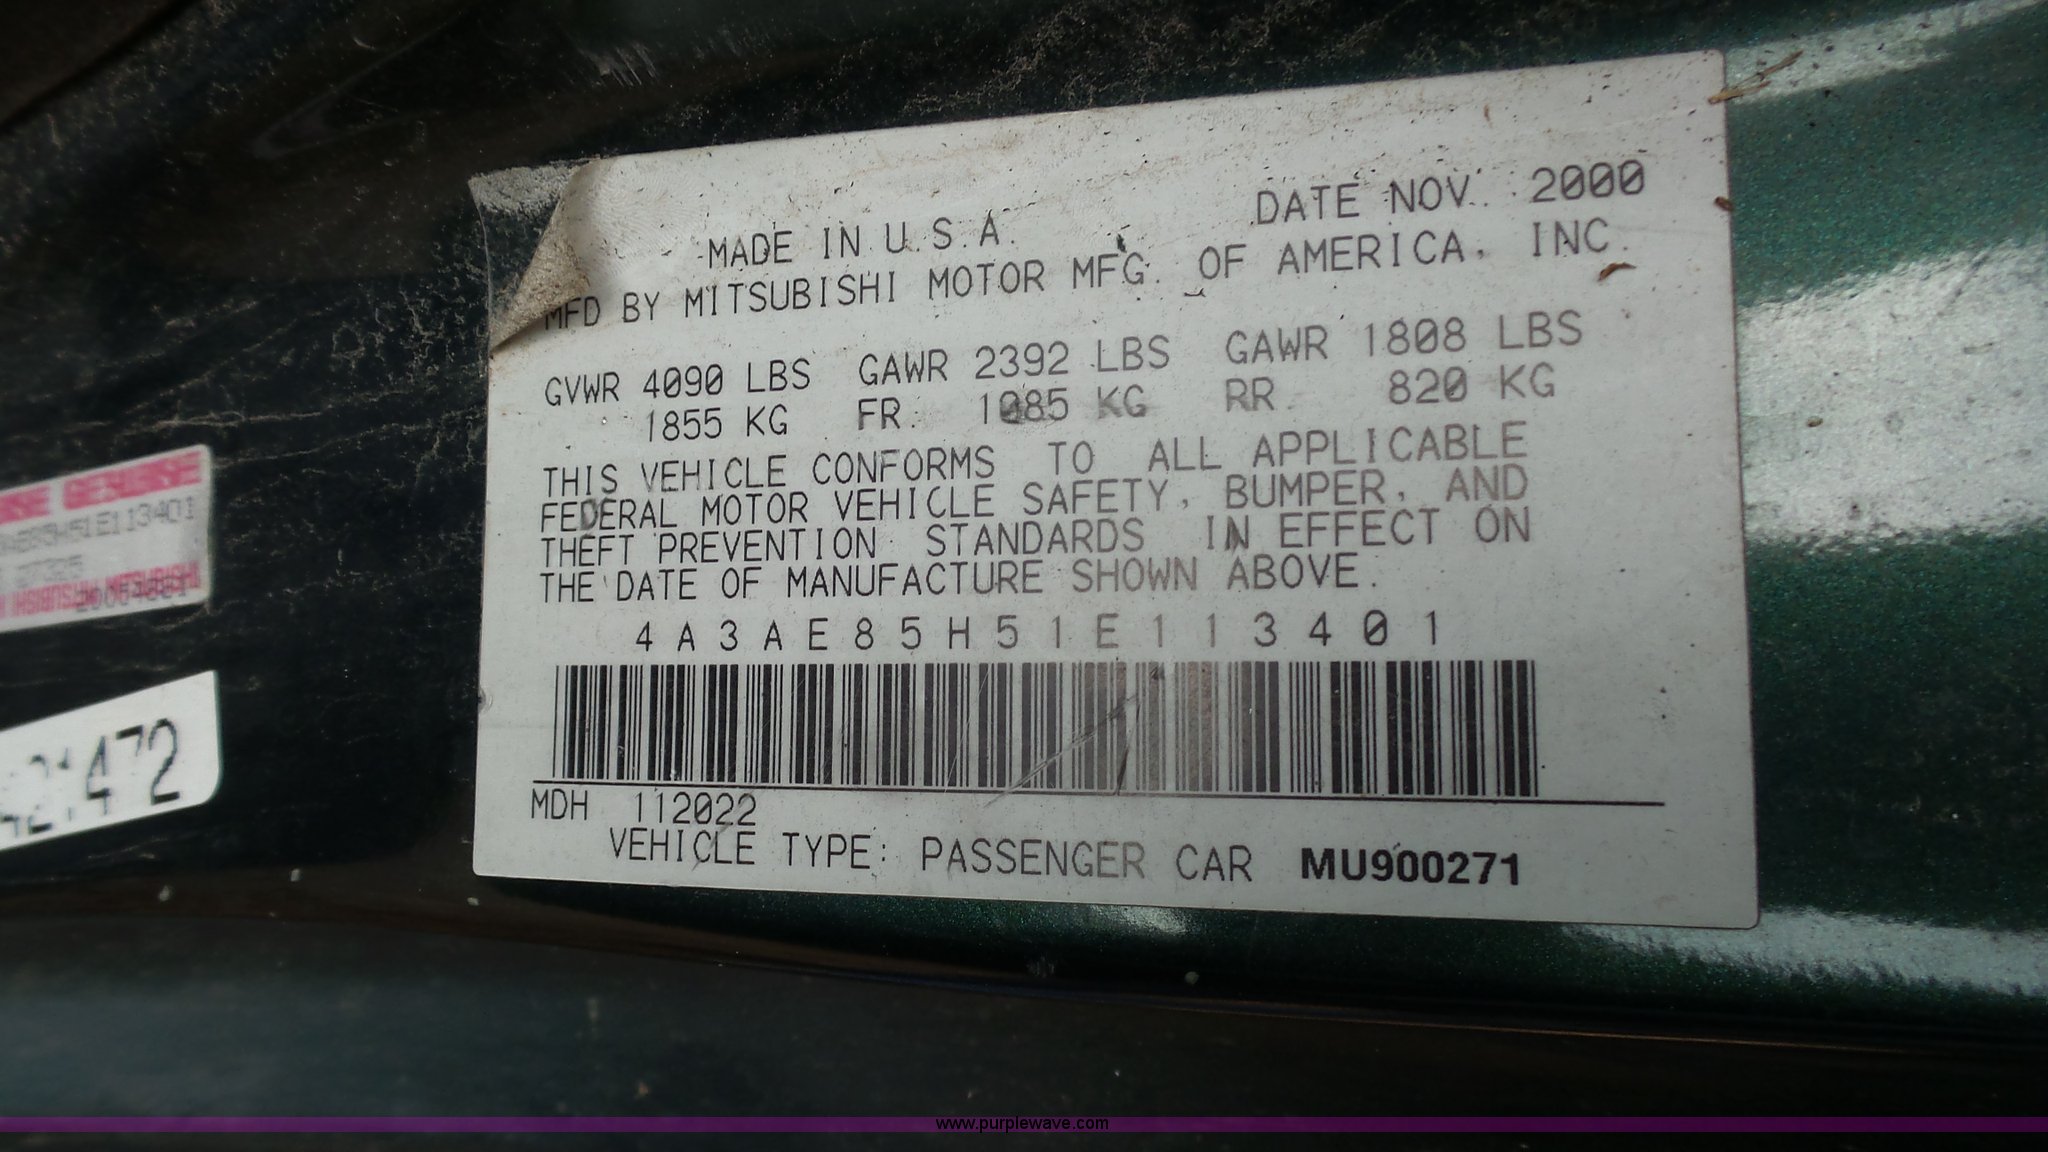 MADE IN U.S.A. DATE NOV. 2000
MFD BY MITSUBISHI MOTOR MFG. OF AMERICA, INC.
GVWR 4090 LBS GAWR 2392 LBS GAWR 1808 LBS
1855 KG FR. 1085 KG RR. 820 KG
THIS VEHICLE CONFORMS TO ALL APPLICABLE
FEDERAL MOTOR VEHICLE SAFETY, BUMPER, AND
THEFT PREVENTION STANDARDS IN EFFECT ON
THE DATE OF MANUFACTURE SHOWN ABOVE.
4A3AE85H51E113401
MDH 112022
VEHICLE TYPE: PASSENGER CAR MU900271
GENUINE
MITSUBISHI
www.purplewave.com